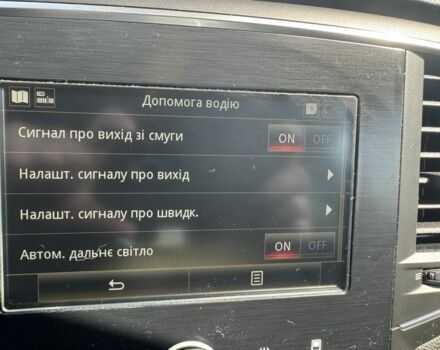 Допомога водію
Сигнал про вихід зі смуги ON OFF
Налашт. сигналу про вихід
Налашт. сигналу про швидк.
Автом. дальнє світло ON OFF